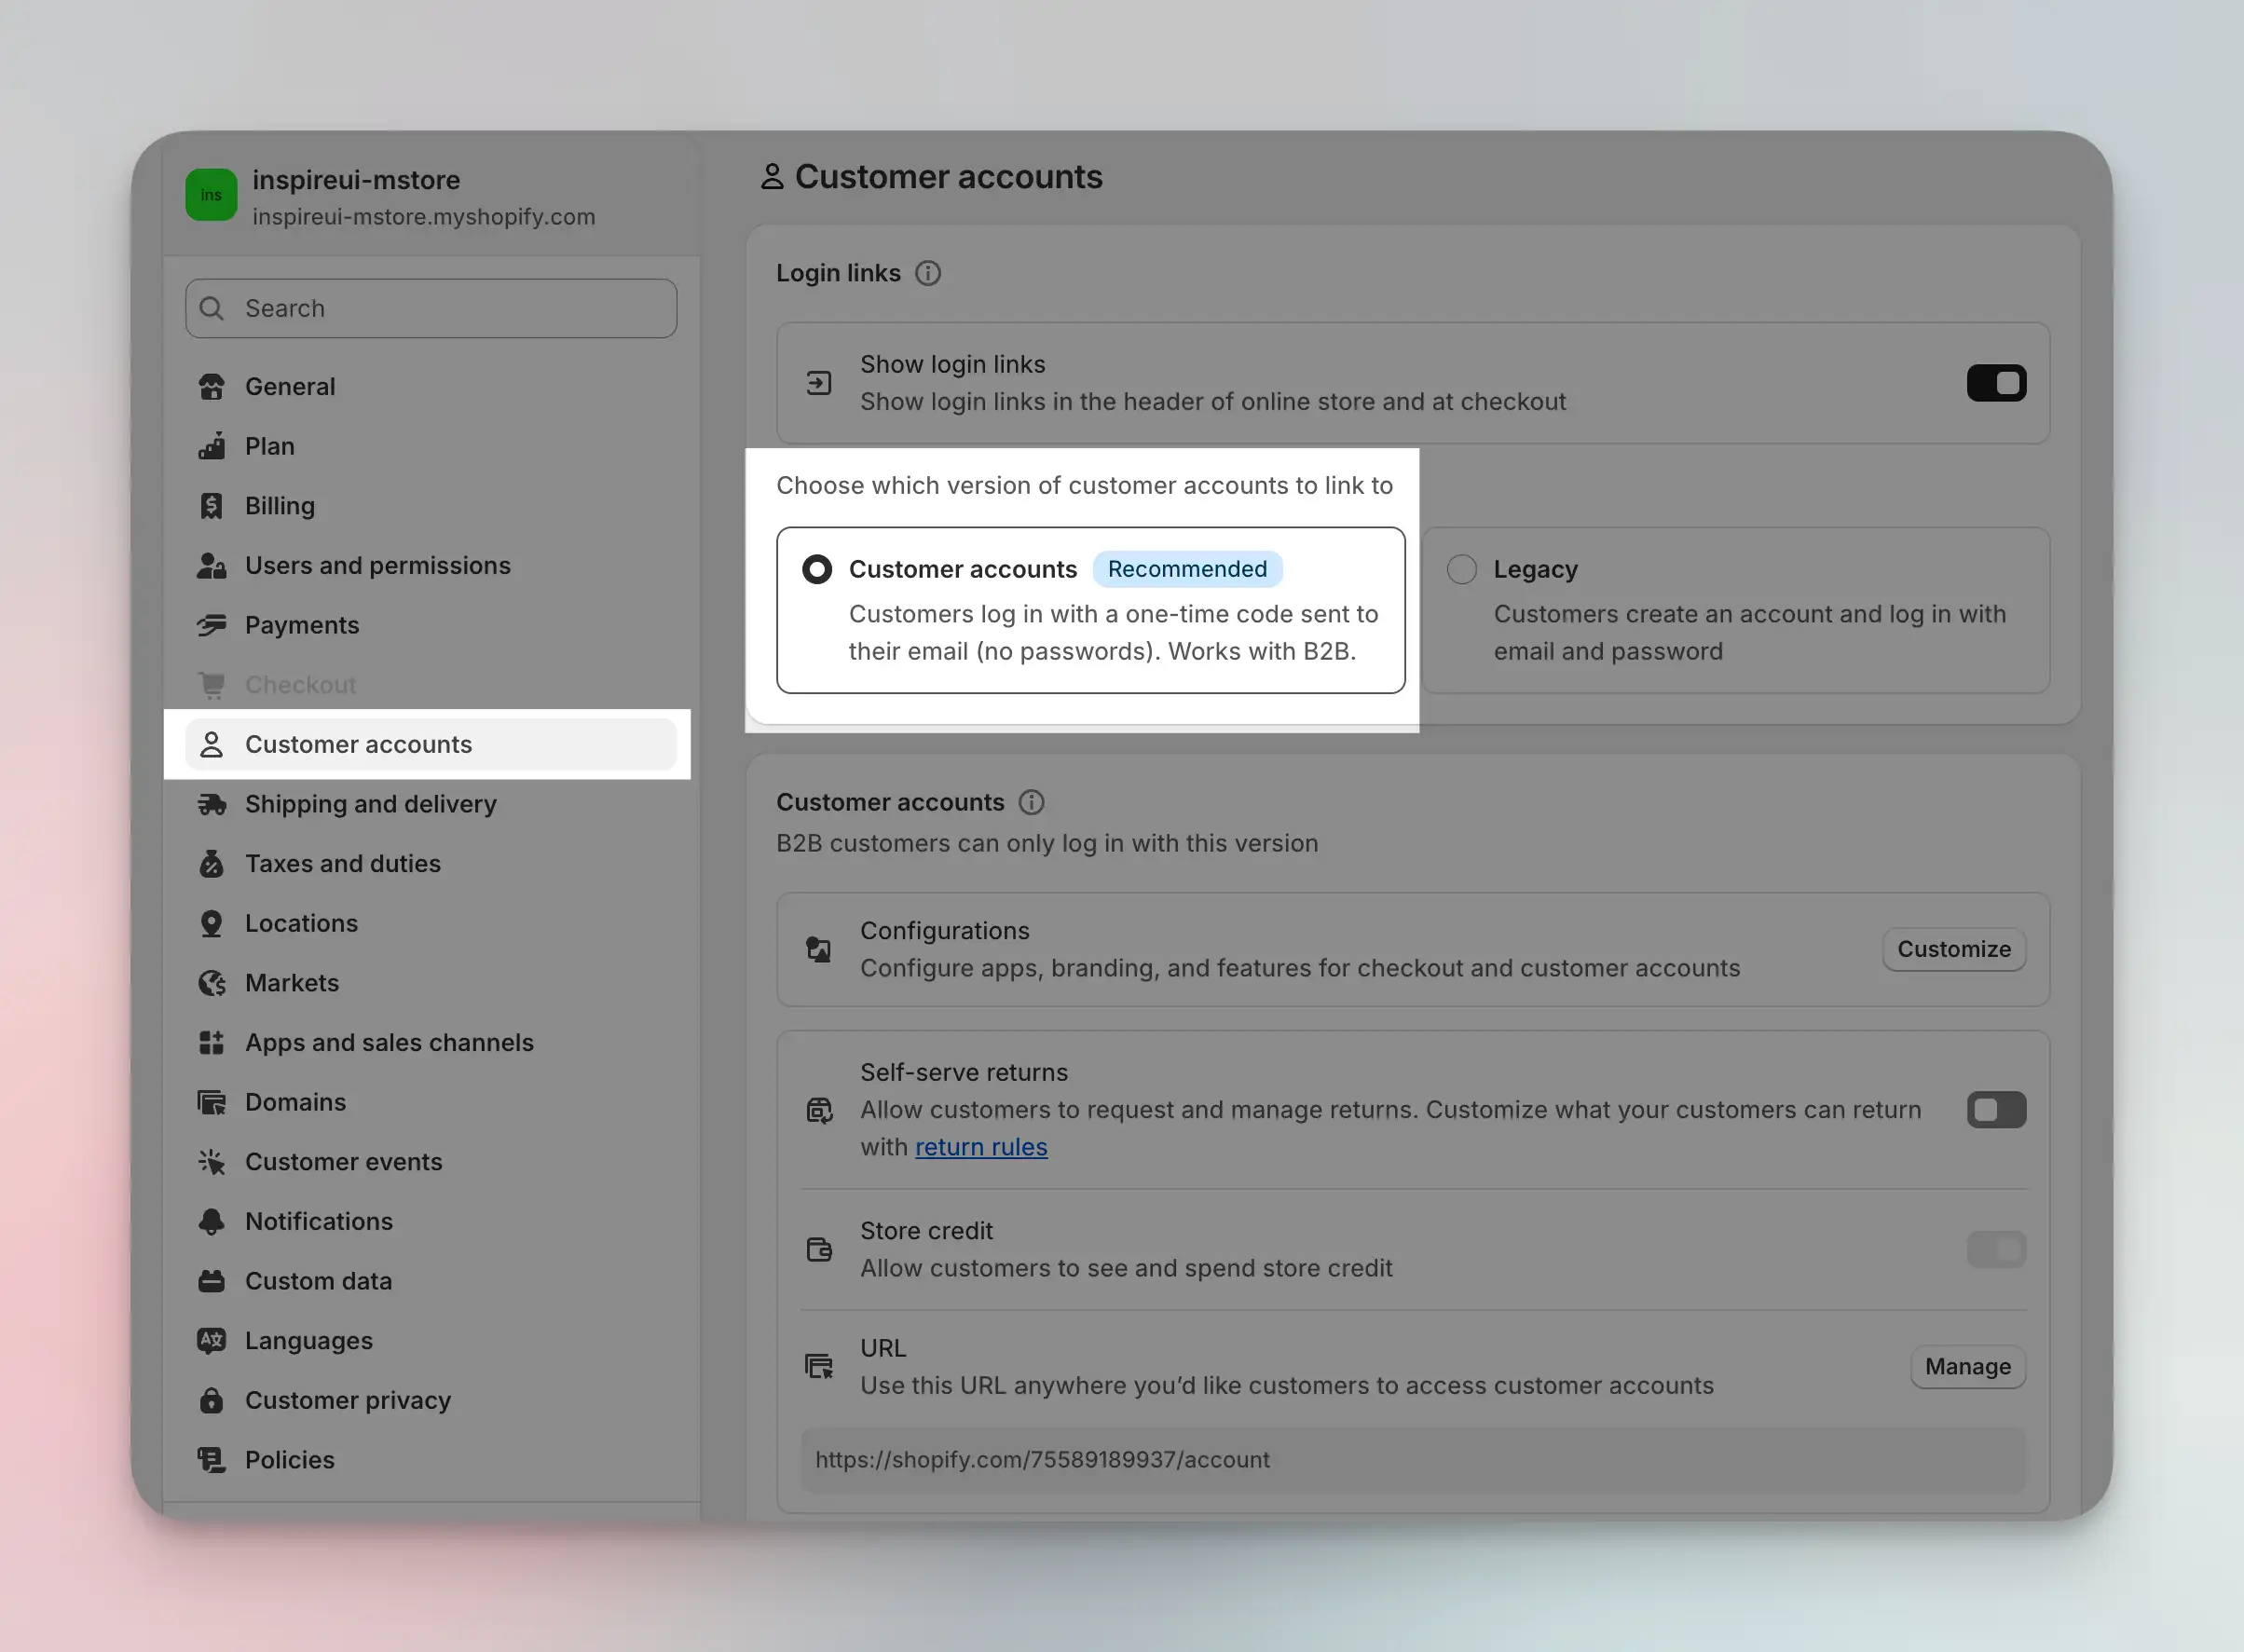 ins
inspireui-mstore
inspireui-mstore.myshopify.com
Search
General
Plan
Billing
Users and permissions
Payments
Checkout
Customer accounts
Shipping and delivery
Taxes and duties
Locations
Markets
Apps and sales channels
Domains
Customer events
Notifications
Custom data
Languages
Customer privacy
Policies
Customer accounts
Login links
Show login links
Show login links in the header of online store and at checkout
Choose which version of customer accounts to link to
Customer accounts Recommended
Customers log in with a one-time code sent to
their email (no passwords). Works with B2B.
Legacy
Customers create an account and log in with
email and password
Customer accounts
B2B customers can only log in with this version
Configurations
Configure apps, branding, and features for checkout and customer accounts
Customize
Self-serve returns
Allow customers to request and manage returns. Customize what your customers can return
with return rules
Store credit
Allow customers to see and spend store credit
URL
Use this URL anywhere you’d like customers to access customer accounts
Manage
https://shopify.com/75589189937/account